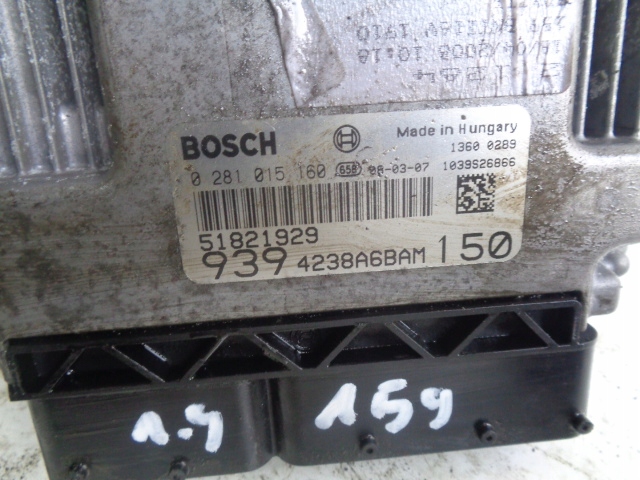 BOSCH
Made in Hungary
1360 0289
0 281 015 160 658 08-03-07 1039S26866
51821929
939 4238A6BAM 150
1.9 159